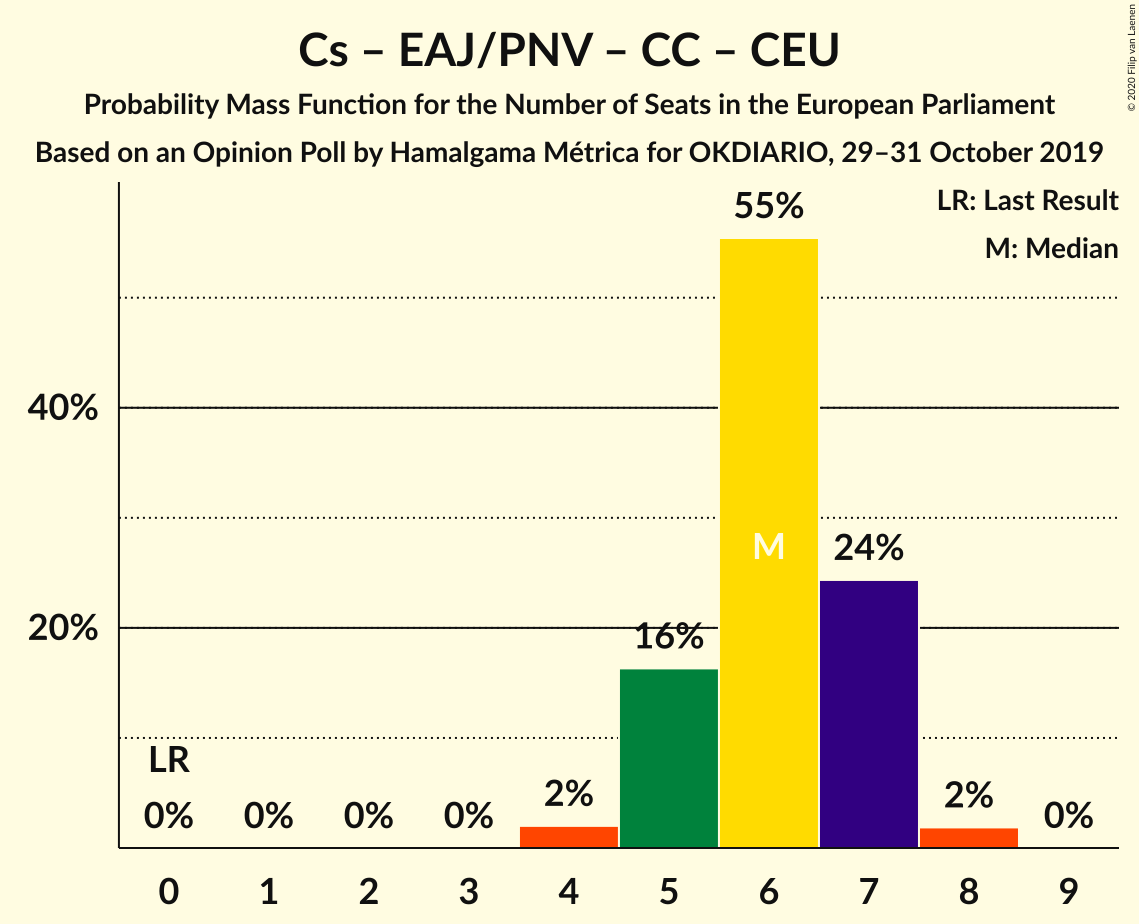 Cs – EAJ/PNV – CC – CEU
Probability Mass Function for the Number of Seats in the European Parliament
Based on an Opinion Poll by Hamalgama Métrica for OKDIARIO, 29–31 October 2019
© 2020 Filip van Laenen
LR: Last Result
M: Median
55%
40%
M
24%
20%
16%
LR
0%
0%
0%
0%
2%
2%
0%
0 1 2 3 4 5 6 7 8 9